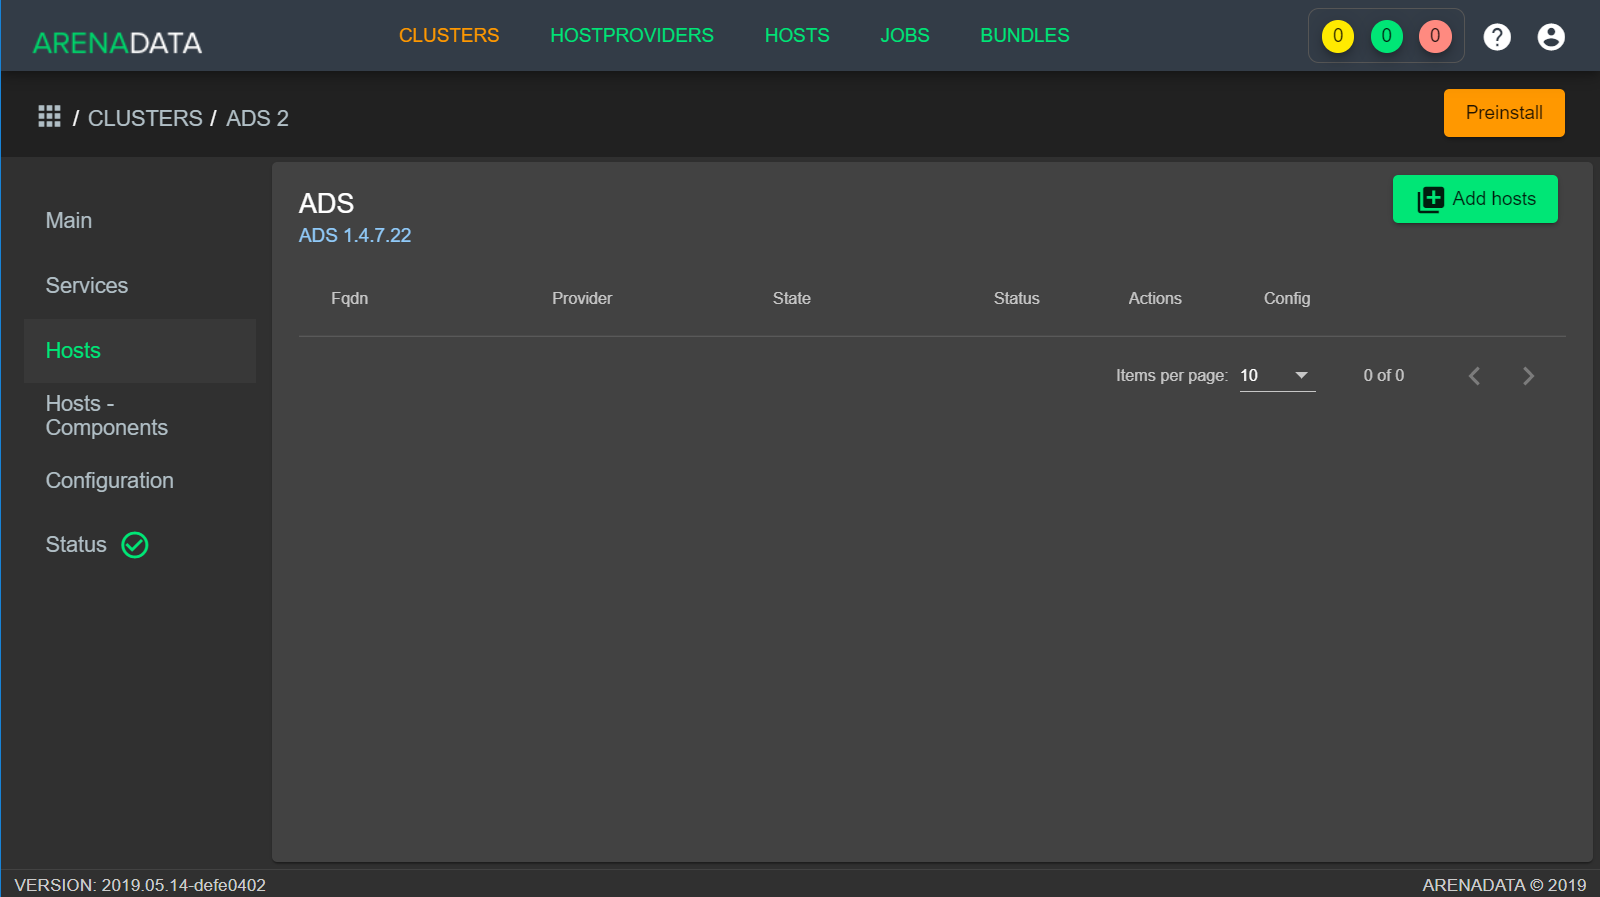 ARENADATA
CLUSTERS HOSTPROVIDERS HOSTS JOBS BUNDLES
0 0 0 ?
/ CLUSTERS / ADS 2
Preinstall
Main
Services
Hosts
Hosts -
Components
Configuration
Status
ADS
ADS 1.4.7.22
Add hosts
Fqdn Provider State Status Actions Config
Items per page: 10 0 of 0
VERSION: 2019.05.14-defe0402
ARENADATA © 2019